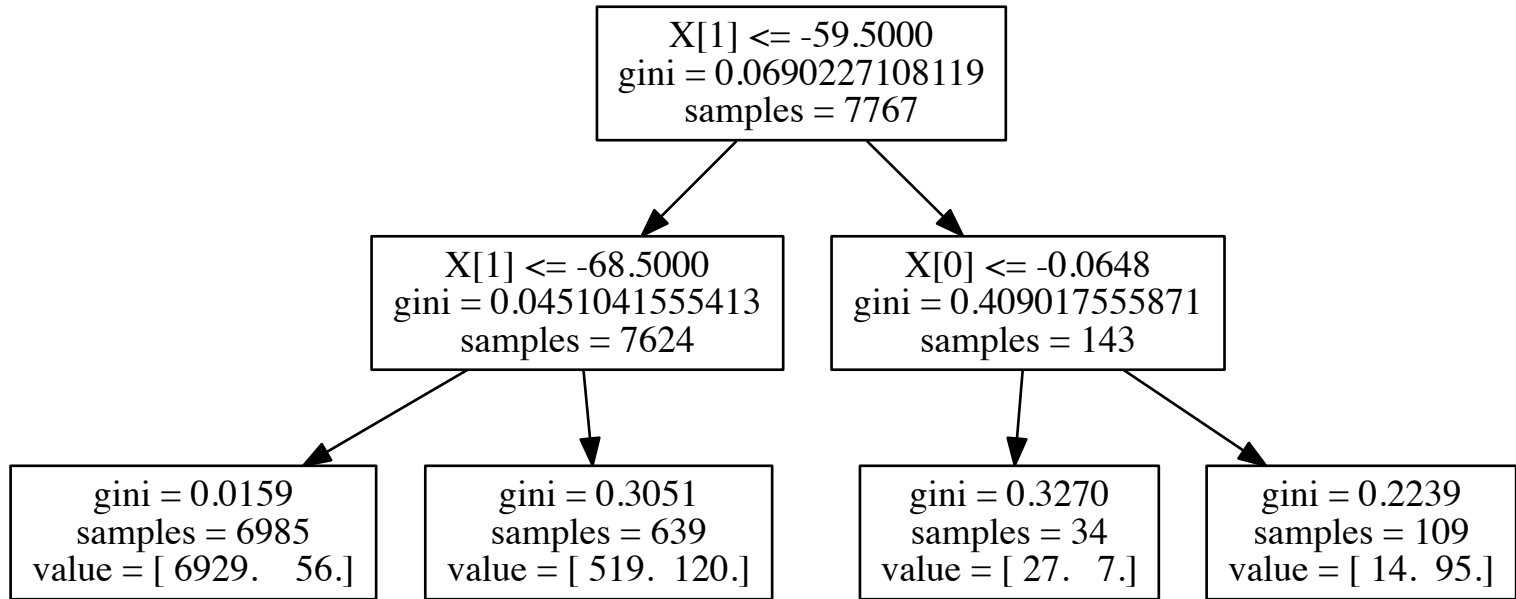 X[1] <= -59.5000
gini = 0.0690227108119
samples = 7767
X[1] <= -68.5000
gini = 0.0451041555413
samples = 7624
X[0] <= -0.0648
gini = 0.409017555871
samples = 143
gini = 0.0159
samples = 6985
value = [ 6929.    56.]
gini = 0.3051
samples = 639
value = [ 519.  120.]
gini = 0.3270
samples = 34
value = [ 27.   7.]
gini = 0.2239
samples = 109
value = [ 14.  95.]